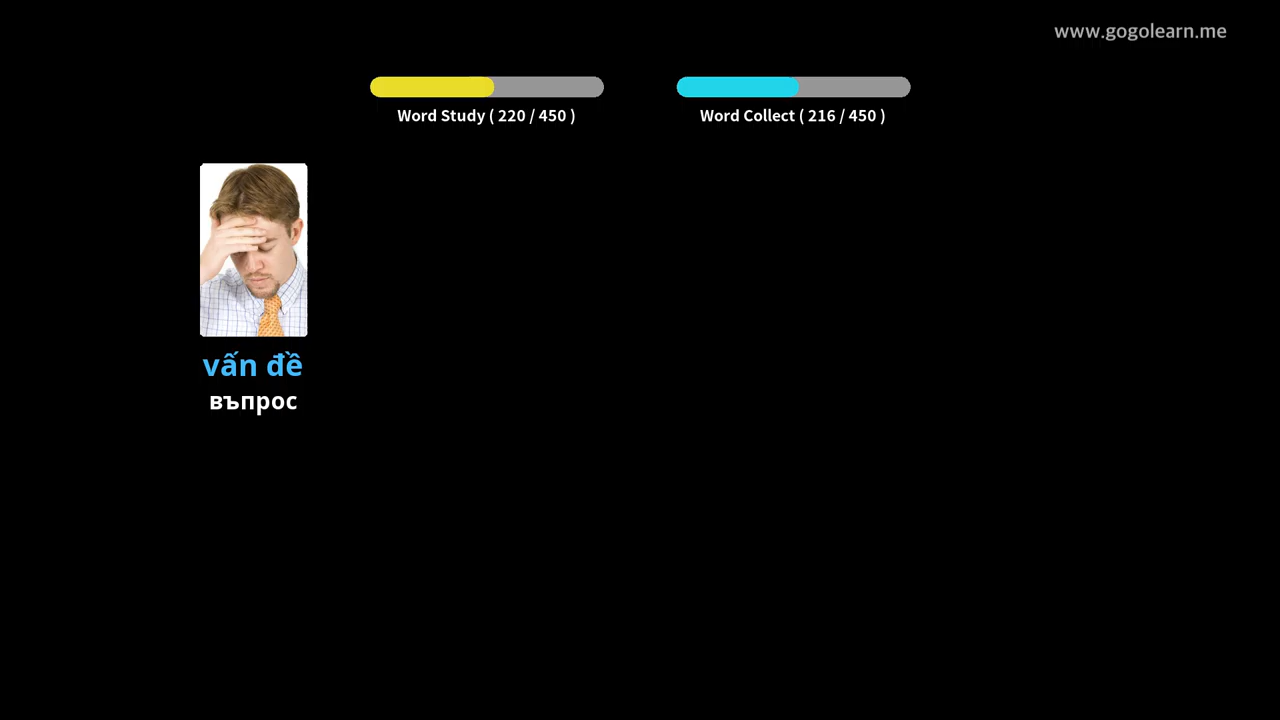 www.gogolearn.me
Word Study ( 220 / 450 )
Word Collect ( 216 / 450 )
vấn đề
въпрос